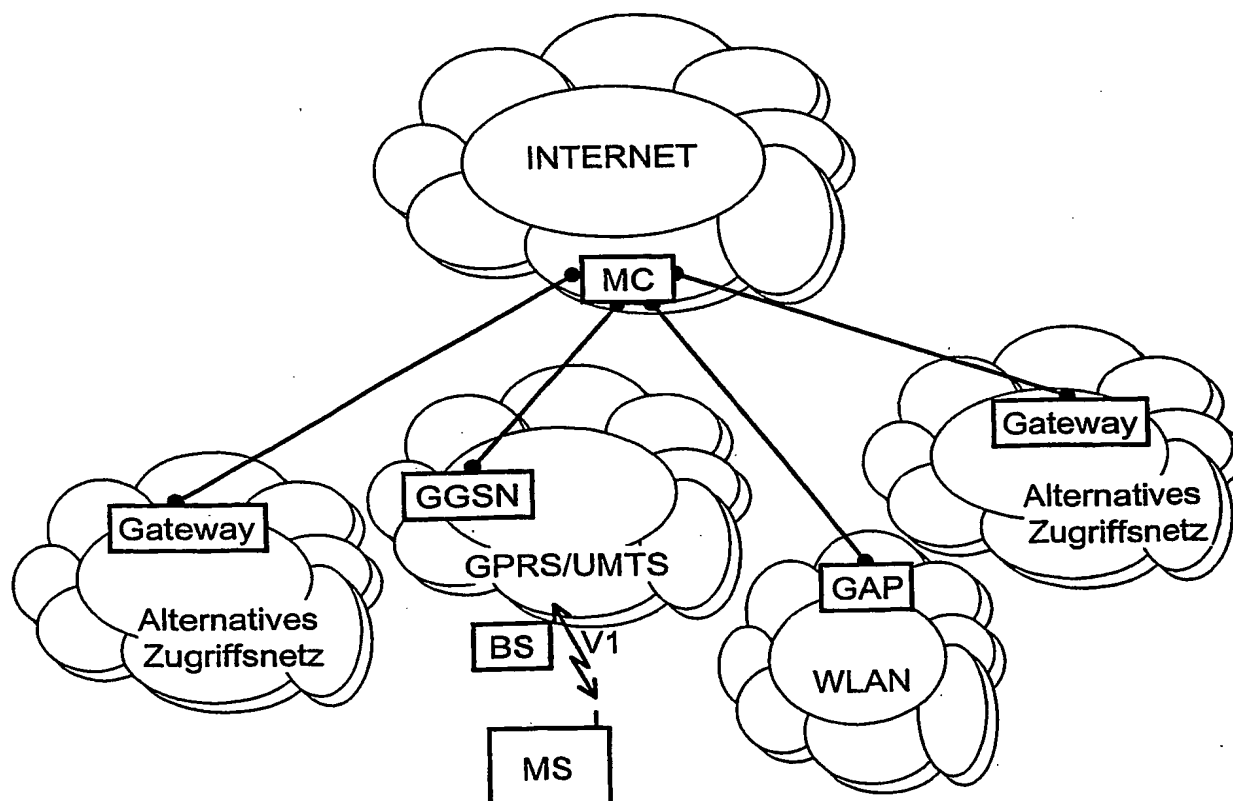 INTERNET
MC
Gateway
GGSN
Gateway
Alternatives
Zugriffsnetz
GPRS/UMTS
GAP
Alternatives
Zugriffsnetz
BS
V1
WLAN
MS